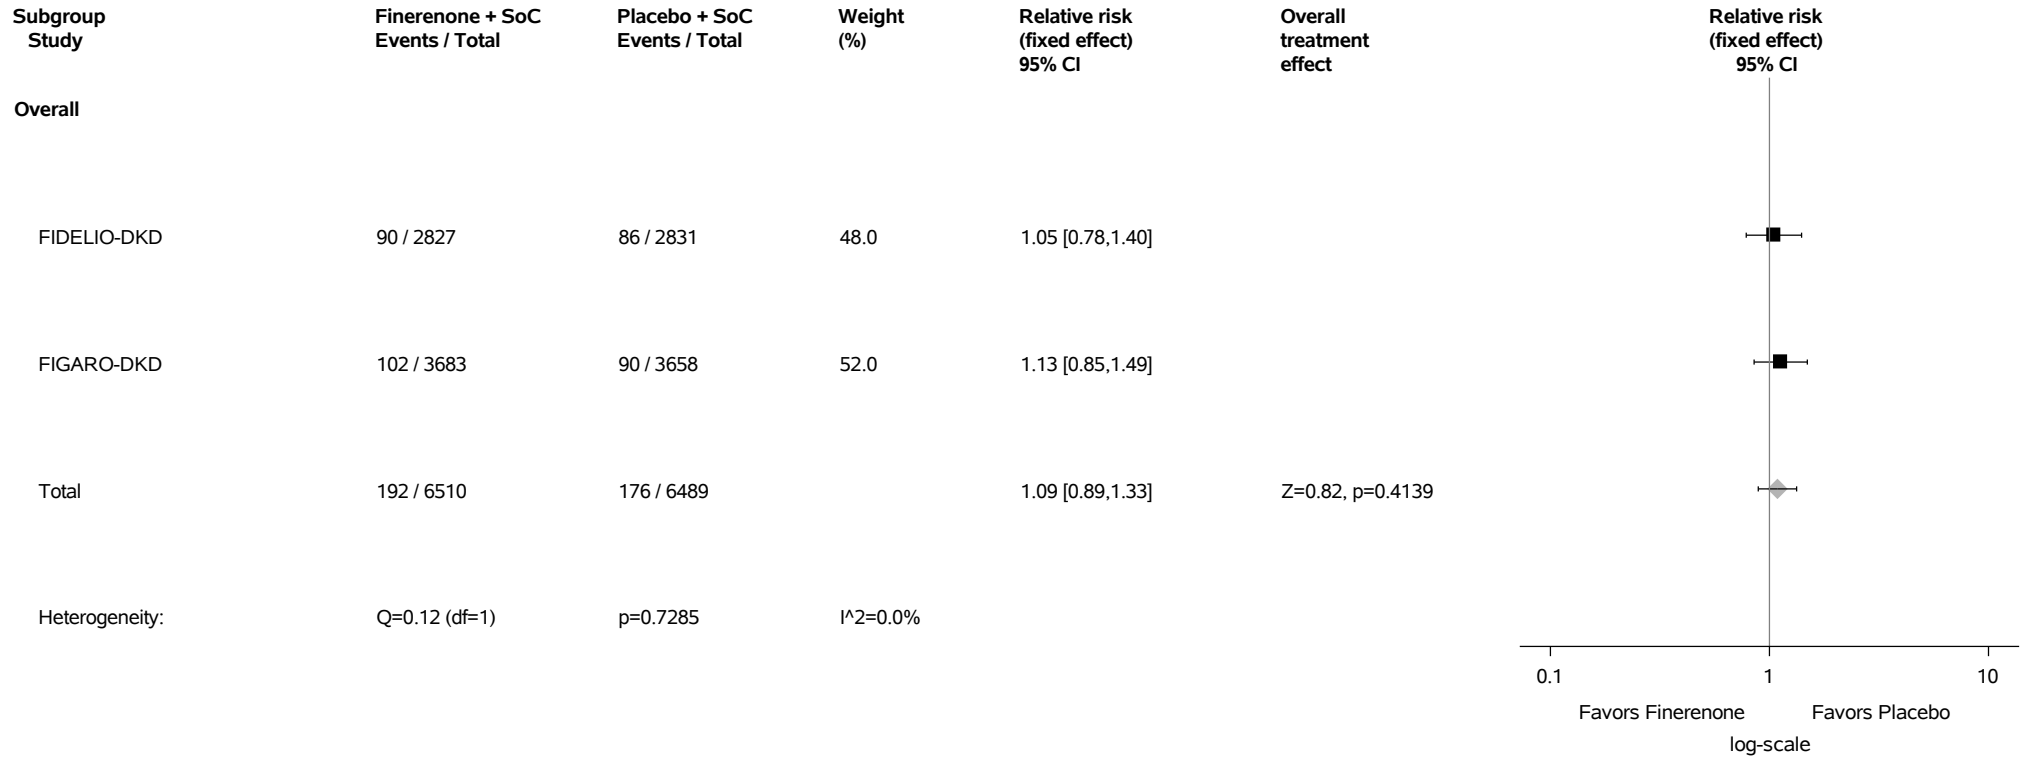 Subgroup Finerenone + SoC Placebo + SoC Weight Relative risk Overall Relative risk
Study Events / Total Events / Total (%) (fixed effect) treatment (fixed effect)
95% CI effect 95% CI
Overall
FIDELIO-DKD 90 / 2827 86 / 2831 48.0 1.05 [0.78,1.40]
FIGARO-DKD 102 / 3683 90 / 3658 52.0 1.13 [0.85,1.49]
Total 192 / 6510 176 / 6489 1.09 [0.89,1.33] Z=0.82, p=0.4139
Heterogeneity: Q=0.12 (df=1) p=0.7285 I^2=0.0%
0.1 1 10
Favors Finerenone Favors Placebo
log-scale